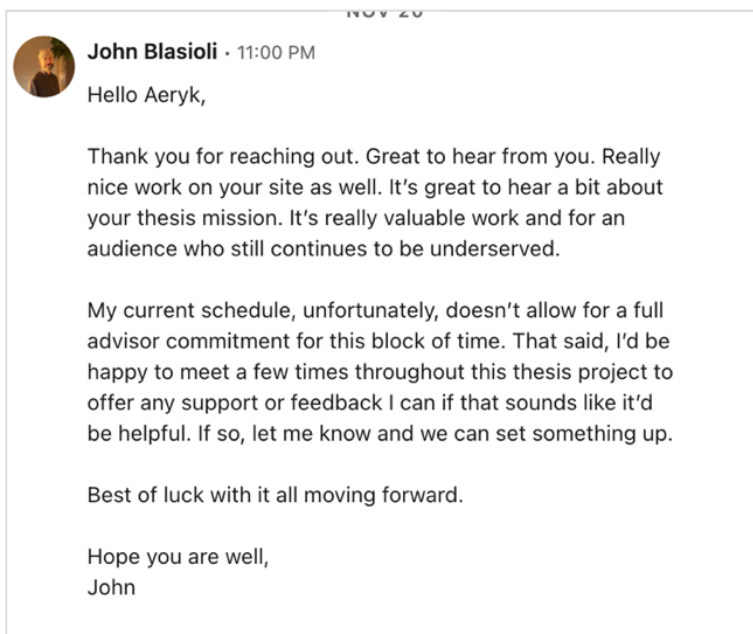 NOV 20
John Blasioli • 11:00 PM
Hello Aeryk,
Thank you for reaching out. Great to hear from you. Really
nice work on your site as well. It’s great to hear a bit about
your thesis mission. It’s really valuable work and for an
audience who still continues to be underserved.
My current schedule, unfortunately, doesn’t allow for a full
advisor commitment for this block of time. That said, I’d be
happy to meet a few times throughout this thesis project to
offer any support or feedback I can if that sounds like it’d
be helpful. If so, let me know and we can set something up.
Best of luck with it all moving forward.
Hope you are well,
John